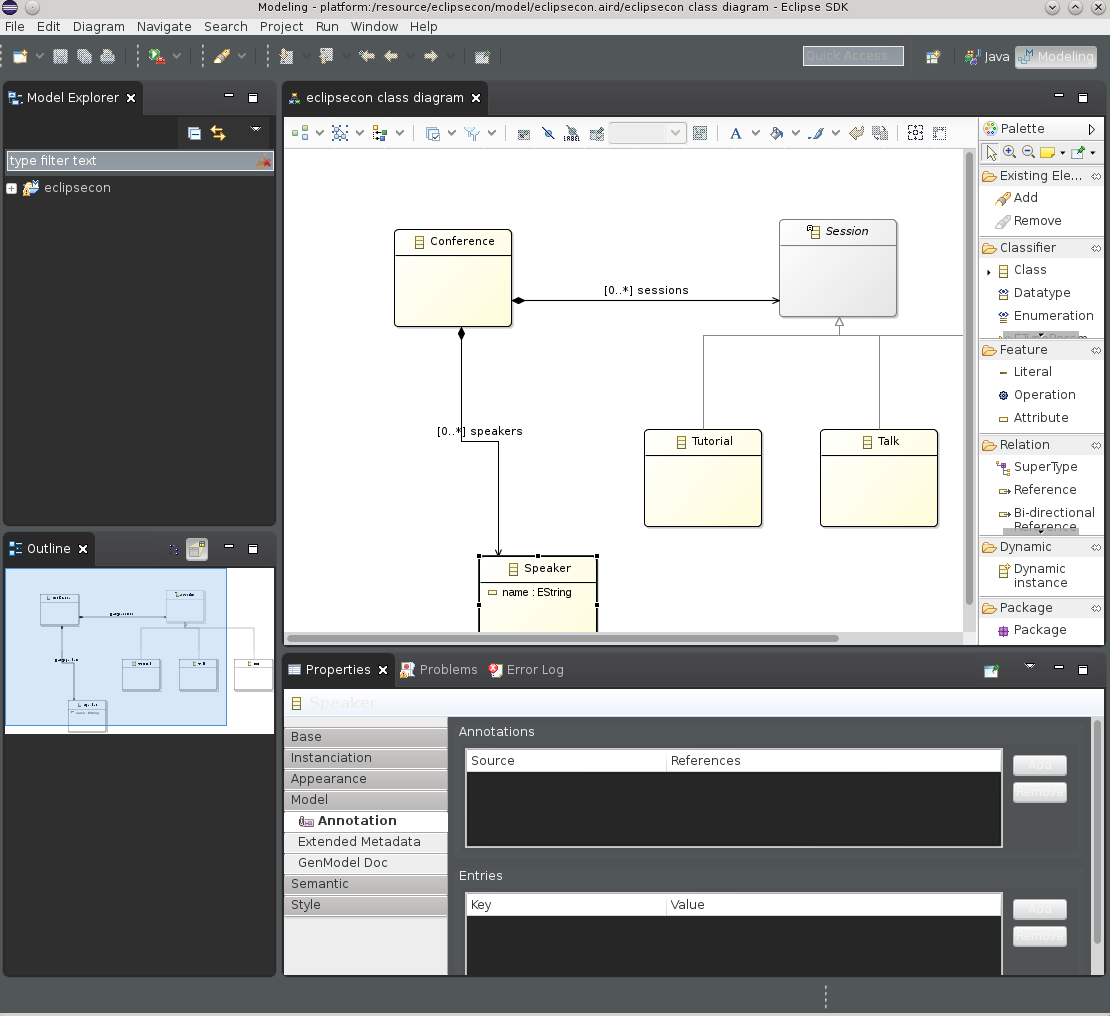 Modeling - platform:/resource/eclipsecon/model/eclipsecon.aird/eclipsecon class diagram - Eclipse SDK
File Edit Diagram Navigate Search Project Run Window Help
Quick Access
Java
Modeling
Model Explorer
type filter text
eclipsecon
Outline
eclipsecon class diagram
LABEL
A
Conference
Session
[0..*] sessions
[0..*] speakers
Tutorial
Talk
Speaker
name : EString
Palette
Existing Ele...
Add
Remove
Classifier
Class
Datatype
Enumeration
Feature
Literal
Operation
Attribute
Relation
SuperType
Reference
Bi-directional
Reference
Dynamic
Dynamic
instance
Package
Package
Properties
Problems
Error Log
Speaker
Base
Instanciation
Appearance
Model
Annotation
Extended Metadata
GenModel Doc
Semantic
Style
Annotations
Source References
Add
Remove
Entries
Key Value
Add
Remove